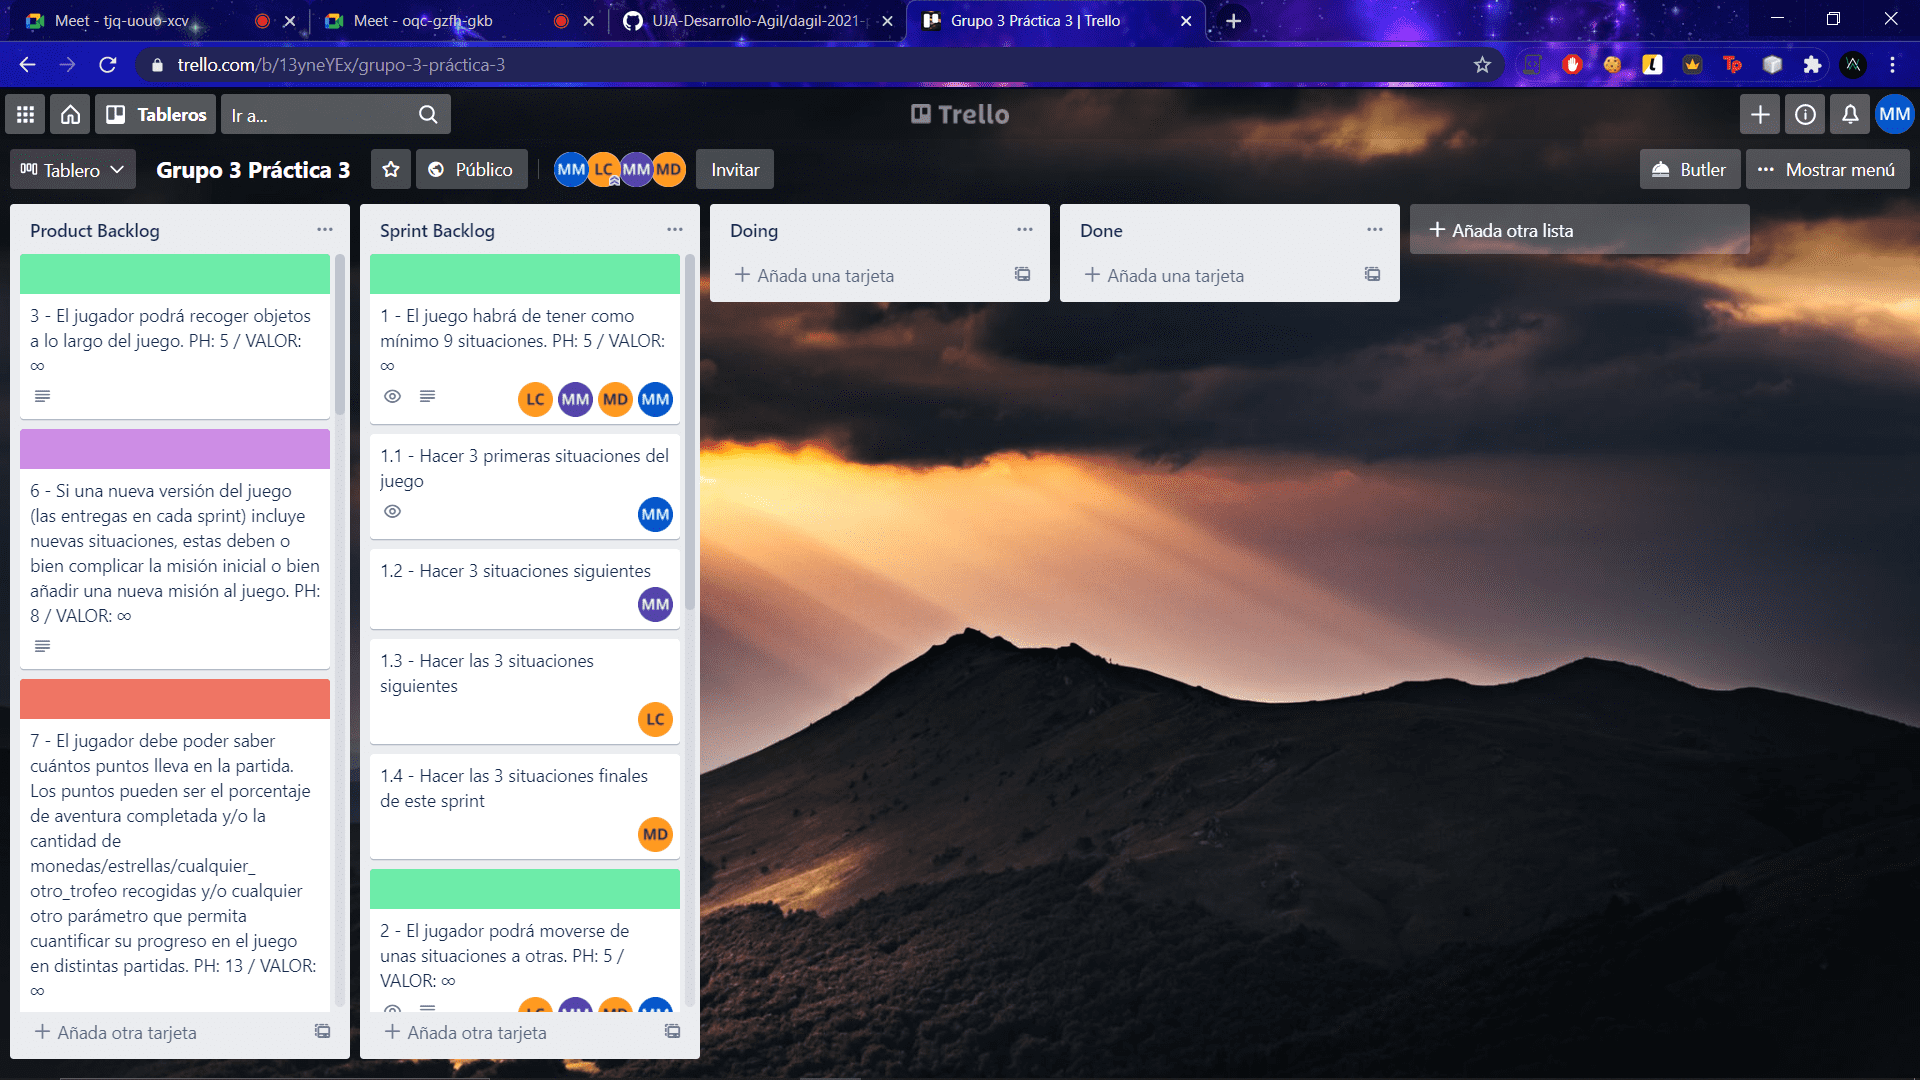 Meet - tjq-uouo-xcv
Meet - oqc-gzfh-gkb
UJA-Desarrollo-Agil/dagil-2021-
Grupo 3 Práctica 3 | Trello
trello.com/b/13yneYEx/grupo-3-práctica-3
Tableros
Ir a...
Trello
MM
Tablero
Grupo 3 Práctica 3
Público
MM LC MM MD
Invitar
Butler
Mostrar menú
Product Backlog
3 - El jugador podrá recoger objetos
a lo largo del juego. PH: 5 / VALOR:
∞
6 - Si una nueva versión del juego
(las entregas en cada sprint) incluye
nuevas situaciones, estas deben o
bien complicar la misión inicial o bien
añadir una nueva misión al juego. PH:
8 / VALOR: ∞
7 - El jugador debe poder saber
cuántos puntos lleva en la partida.
Los puntos pueden ser el porcentaje
de aventura completada y/o la
cantidad de
monedas/estrellas/cualquier_
otro_trofeo recogidas y/o cualquier
otro parámetro que permita
cuantificar su progreso en el juego
en distintas partidas. PH: 13 / VALOR:
∞
+ Añada otra tarjeta
Sprint Backlog
1 - El juego habrá de tener como
mínimo 9 situaciones. PH: 5 / VALOR:
∞
LC MM MD MM
1.1 - Hacer 3 primeras situaciones del
juego
MM
1.2 - Hacer 3 situaciones siguientes
MM
1.3 - Hacer las 3 situaciones
siguientes
LC
1.4 - Hacer las 3 situaciones finales
de este sprint
MD
2 - El jugador podrá moverse de
unas situaciones a otras. PH: 5 /
VALOR: ∞
LC MM MD MM
+ Añada otra tarjeta
Doing
+ Añada una tarjeta
Done
+ Añada una tarjeta
+ Añada otra lista